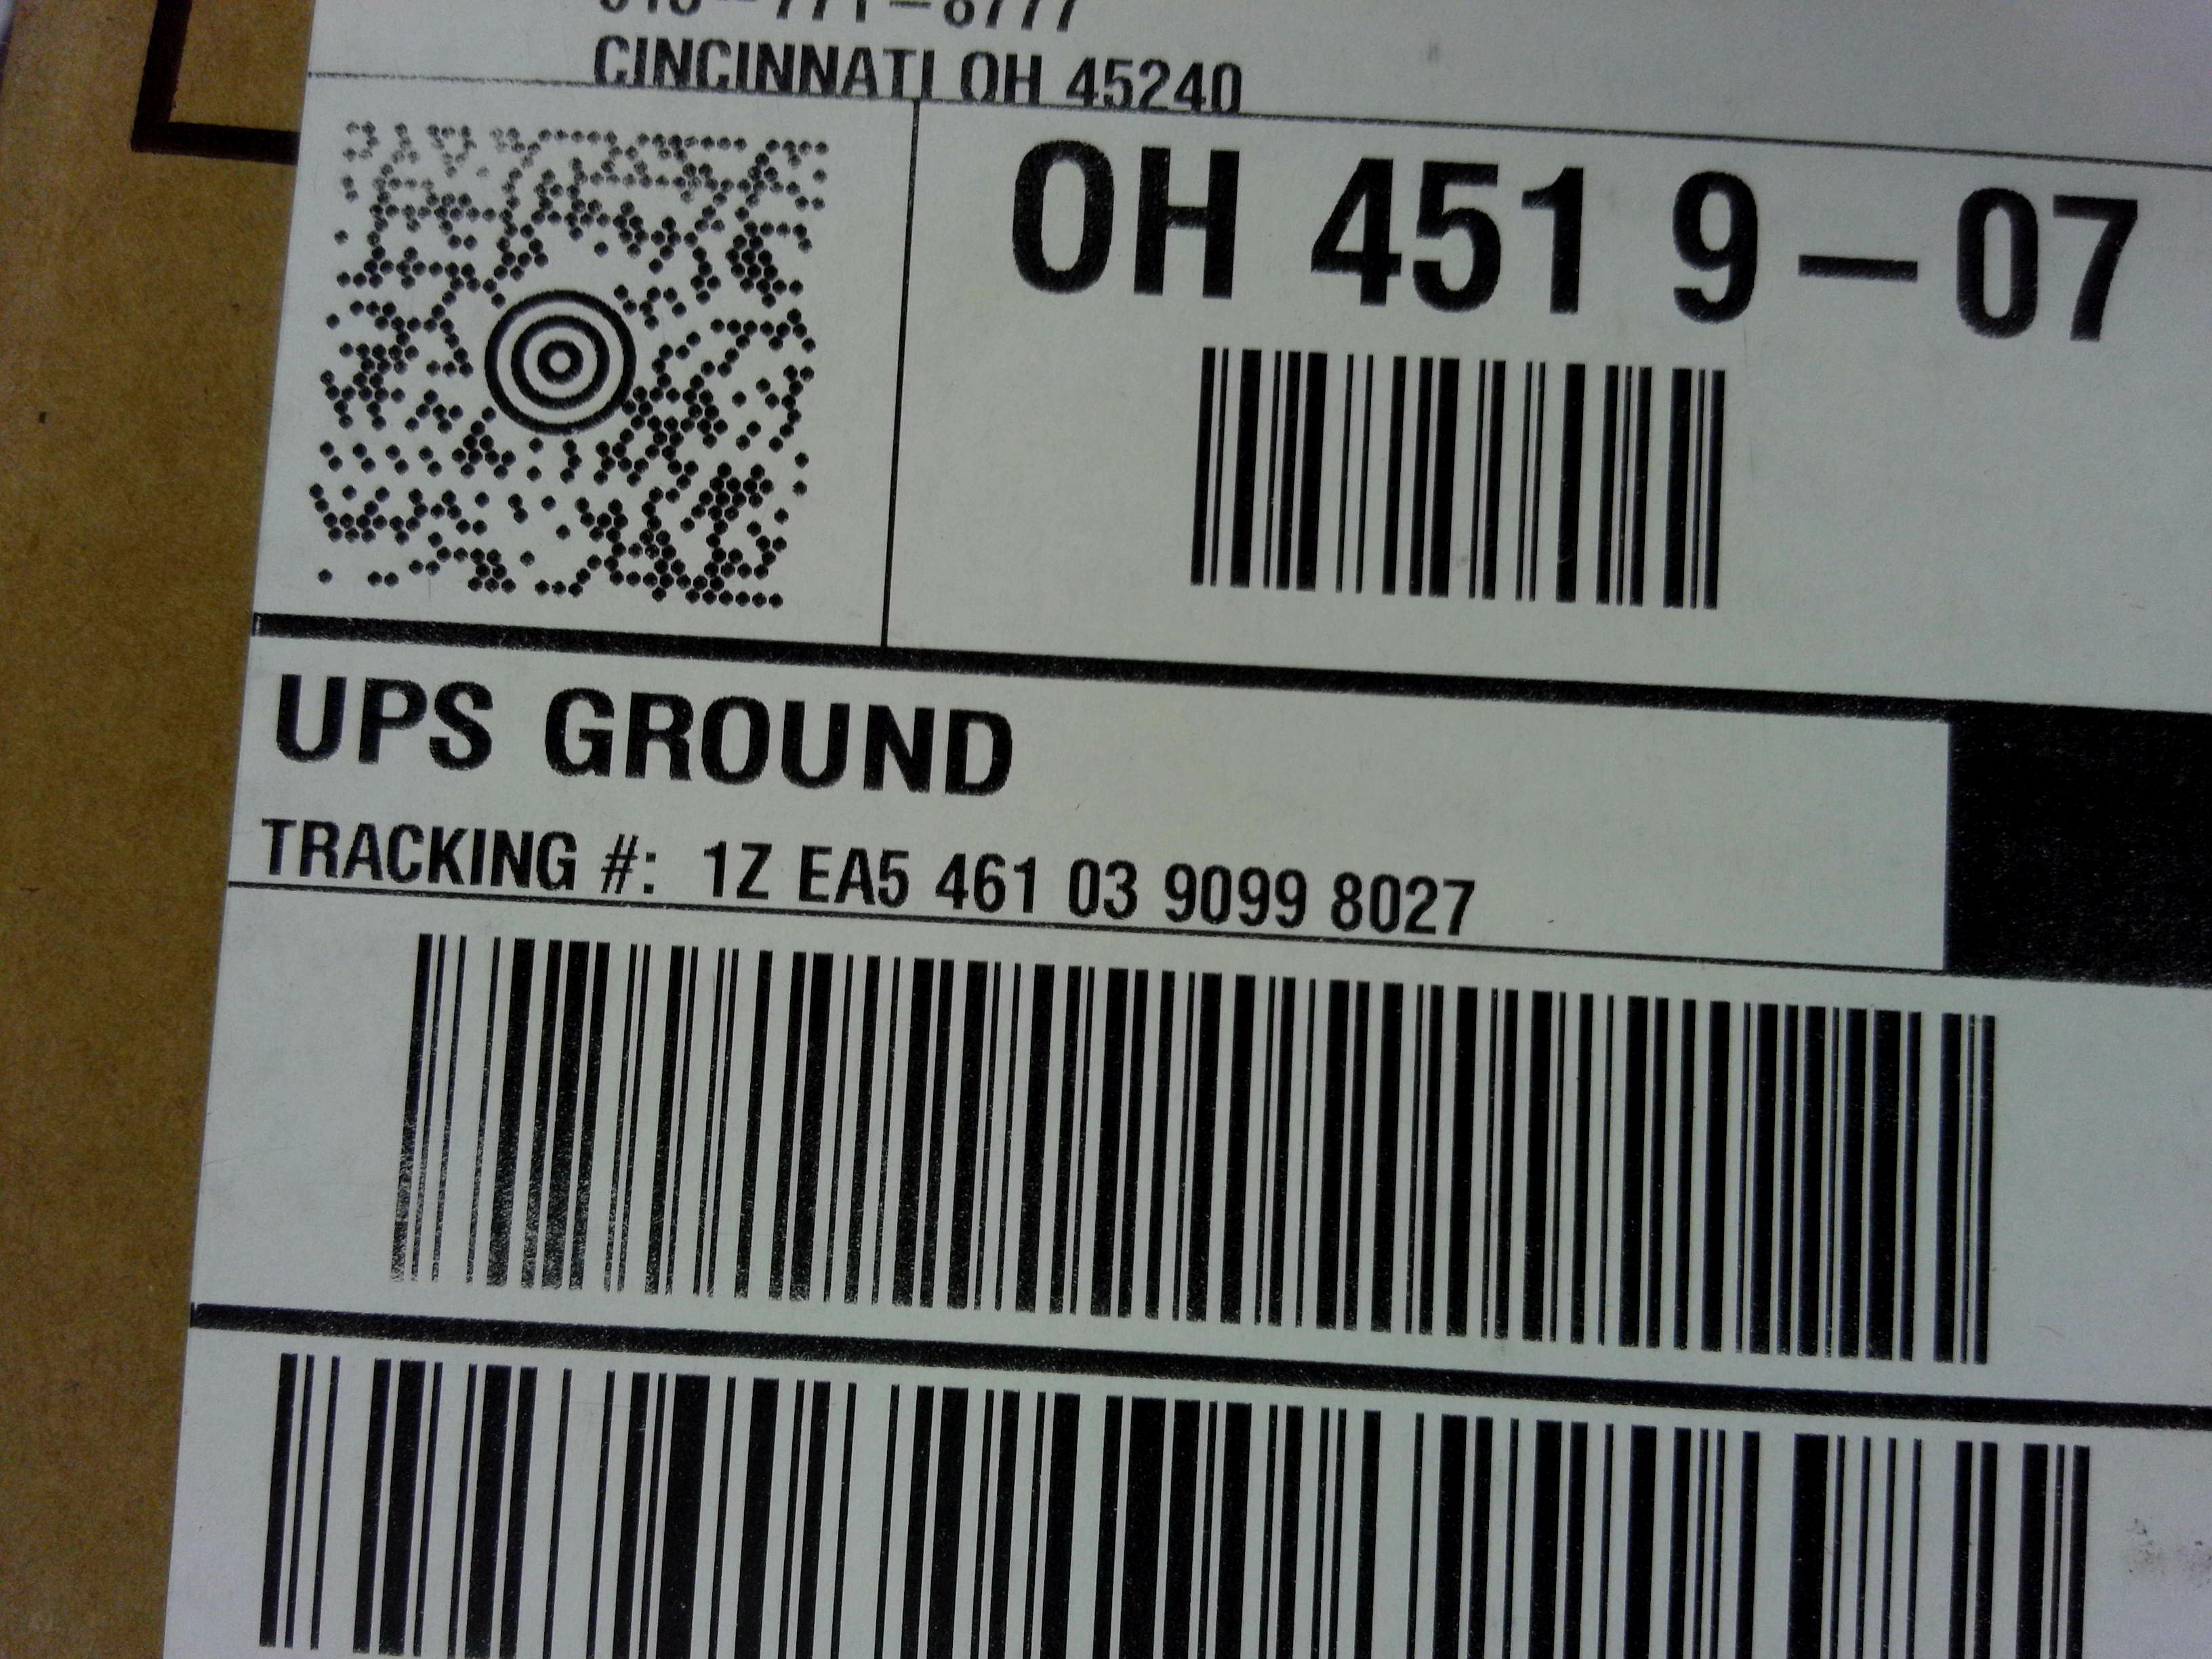 CINCINNATI OH 45240
OH 451 9-07
UPS GROUND
TRACKING #: 1Z EA5 461 03 9099 8027